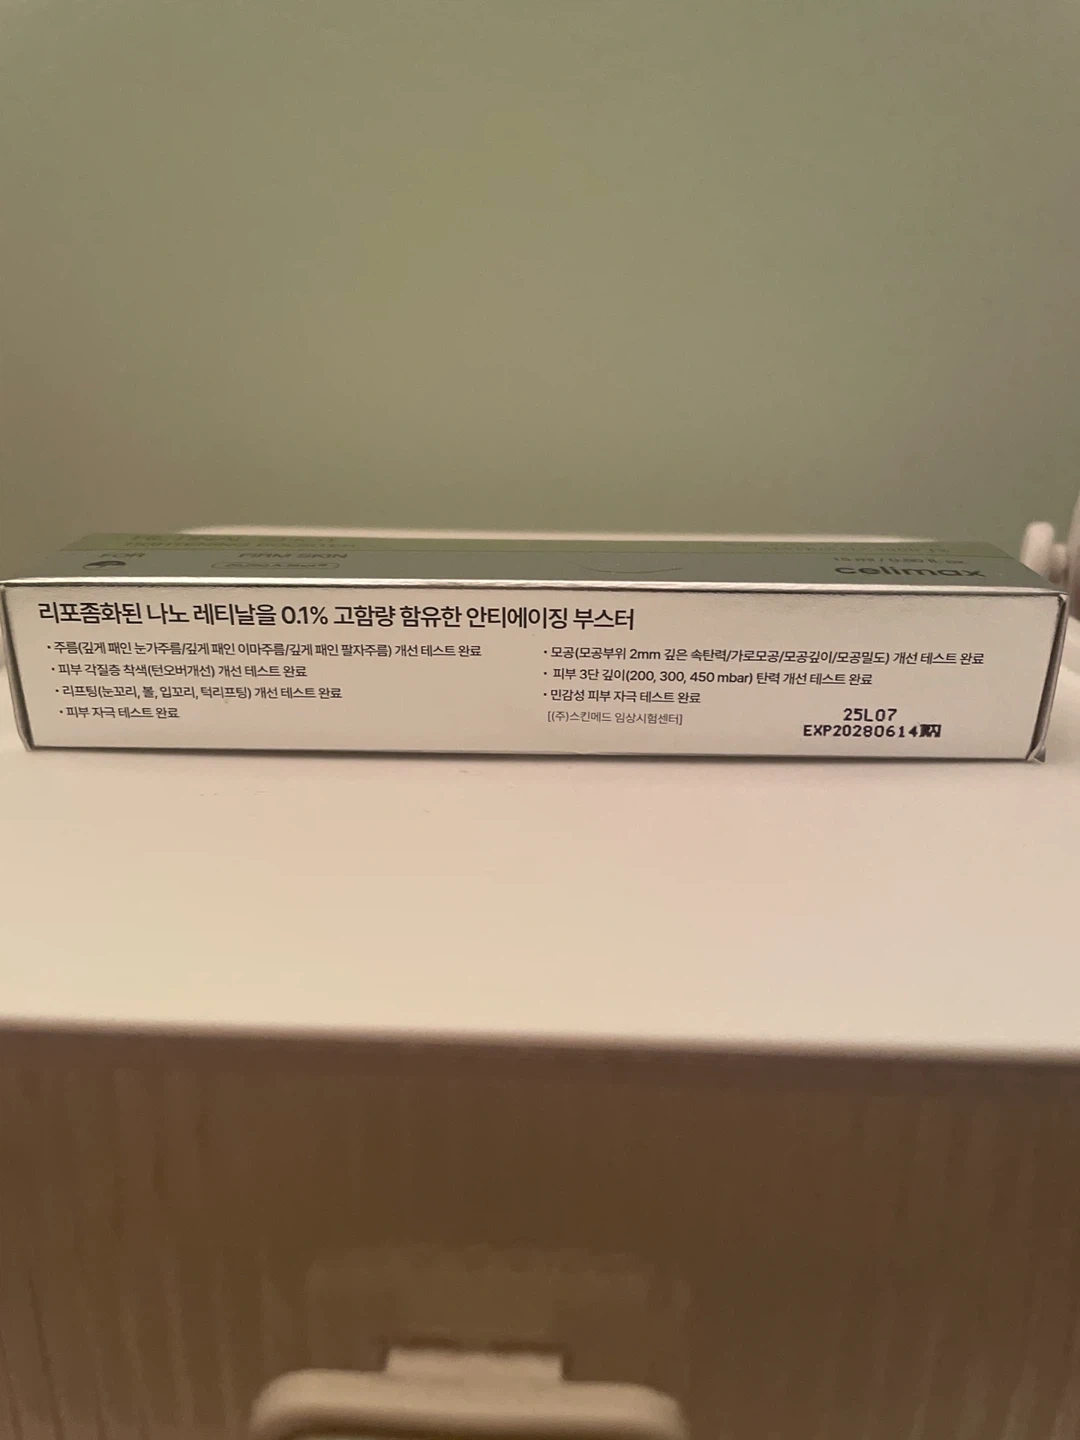 FOR FIRM SKIN
celimax
리포좀화된 나노 레티날을 0.1% 고함량 함유한 안티에이징 부스터
• 주름(깊게 패인 눈가주름/깊게 패인 이마주름/깊게 패인 팔자주름) 개선 테스트 완료
• 피부 각질층 착색(턴오버개선) 개선 테스트 완료
• 리프팅(눈꼬리, 볼, 입꼬리, 턱리프팅) 개선 테스트 완료
• 피부 자극 테스트 완료
• 모공(모공부위 2mm 깊은 속탄력/가로모공/모공깊이/모공밀도) 개선 테스트 완료
• 피부 3단 깊이(200, 300, 450 mbar) 탄력 개선 테스트 완료
• 민감성 피부 자극 테스트 완료
[(주)스킨메드 임상시험센터]
25L07
EXP20280614